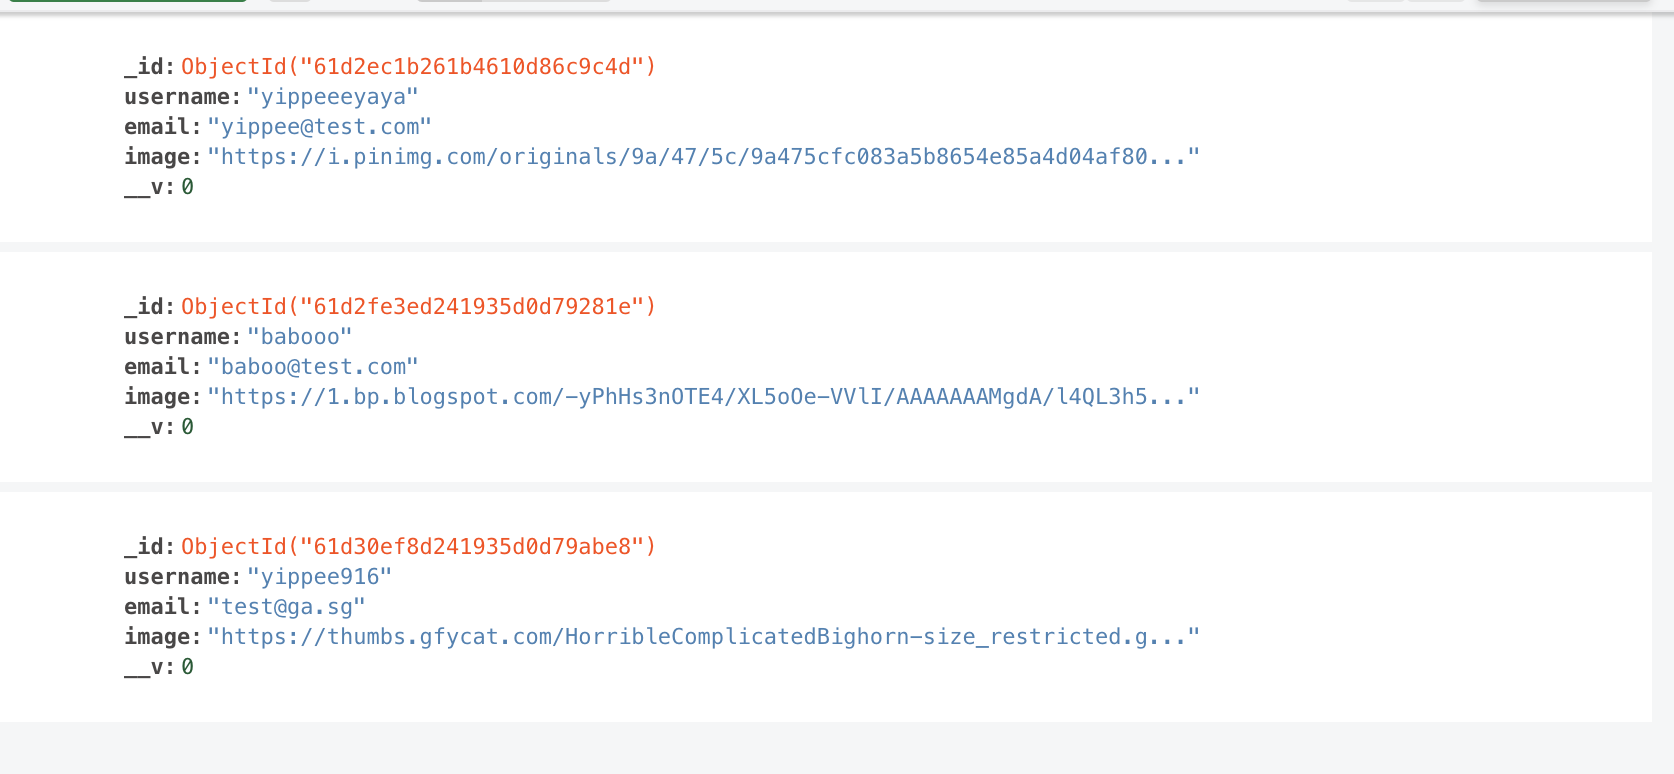 _id: ObjectId("61d2ec1b261b4610d86c9c4d")
username: "yippeeeyaya"
email: "yippee@test.com"
image: "https://i.pinimg.com/originals/9a/47/5c/9a475cfc083a5b8654e85a4d04af80..."
__v: 0
_id: ObjectId("61d2fe3ed241935d0d79281e")
username: "babooo"
email: "baboo@test.com"
image: "https://1.bp.blogspot.com/-yPhHs3nOTE4/XL5oOe-VVlI/AAAAAAAMgdA/l4QL3h5..."
__v: 0
_id: ObjectId("61d30ef8d241935d0d79abe8")
username: "yippee916"
email: "test@ga.sg"
image: "https://thumbs.gfycat.com/HorribleComplicatedBighorn-size_restricted.g..."
__v: 0